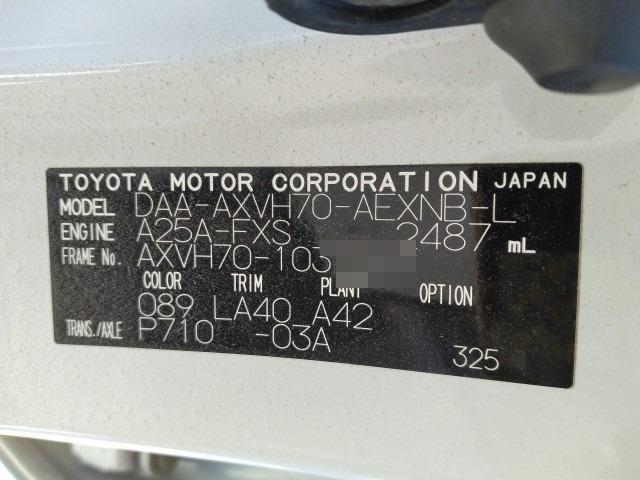 TOYOTA MOTOR CORPORATION JAPAN
MODEL DAA-AXVH70-AEXNB-L
ENGINE A25A-FXS 2487 mL
FRAME No. AXVH70-103
COLOR TRIM PLANT OPTION
089 LA40 A42
TRANS./AXLE P710 -03A
325